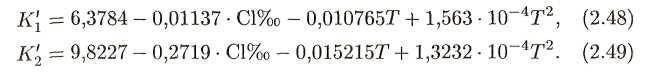 K′₁ = 6,3784 − 0,01137 · Cl‰ − 0,010765T + 1,563 · 10⁻⁴T², (2.48)
K′₂ = 9,8227 − 0,2719 · Cl‰ − 0,015215T + 1,3232 · 10⁻⁴T². (2.49)